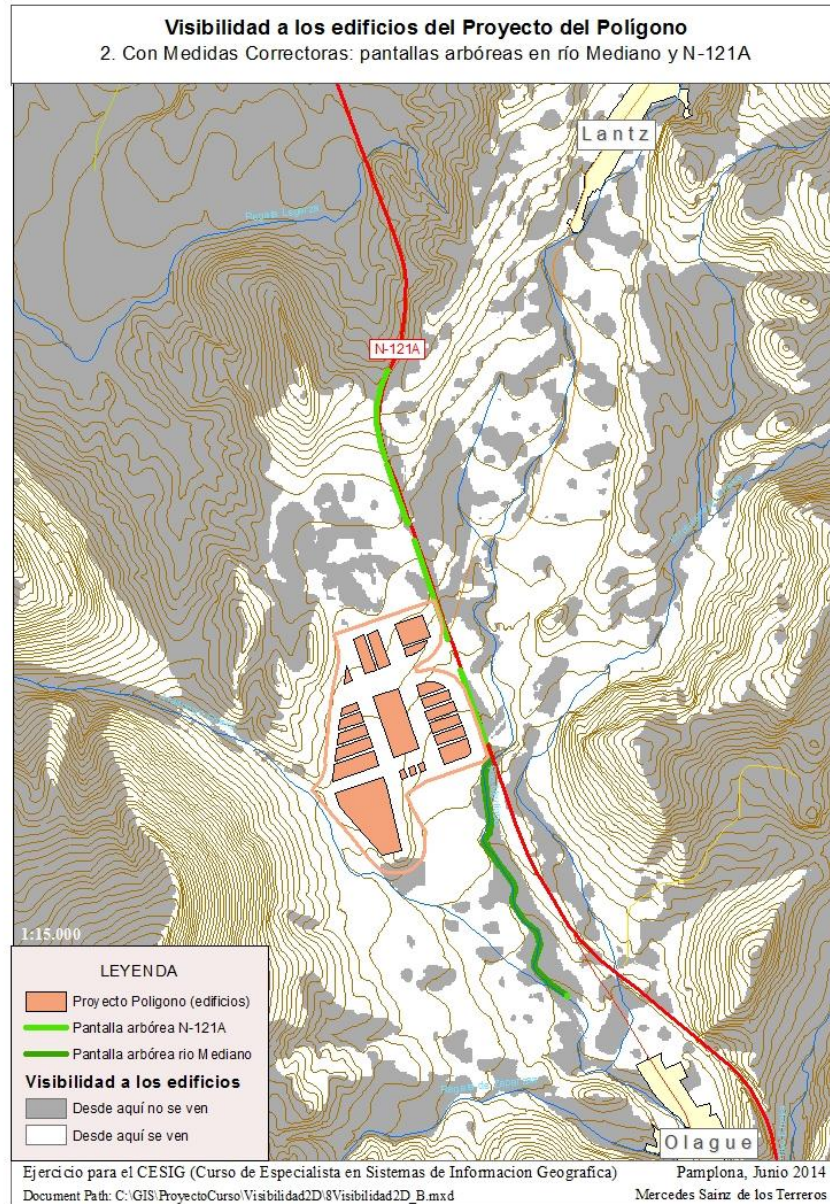 Visibilidad a los edificios del Proyecto del Polígono
2. Con Medidas Correctoras: pantallas arbóreas en río Mediano y N-121A
Lantz
N-121A
1:15.000
LEYENDA
Proyecto Poligono (edificios)
Pantalla arbórea N-121A
Pantalla arbórea rio Mediano
Visibilidad a los edificios
Desde aquí no se ven
Desde aquí se ven
Olague
Ejercicio para el CESIG (Curso de Especialista en Sistemas de Informacion Geografica)
Pamplona, Junio 2014
Document Path: C:\GIS\ProyectoCurso\Visibilidad2D\8Visibilidad2D_B.mxd
Mercedes Sainz de los Terreros